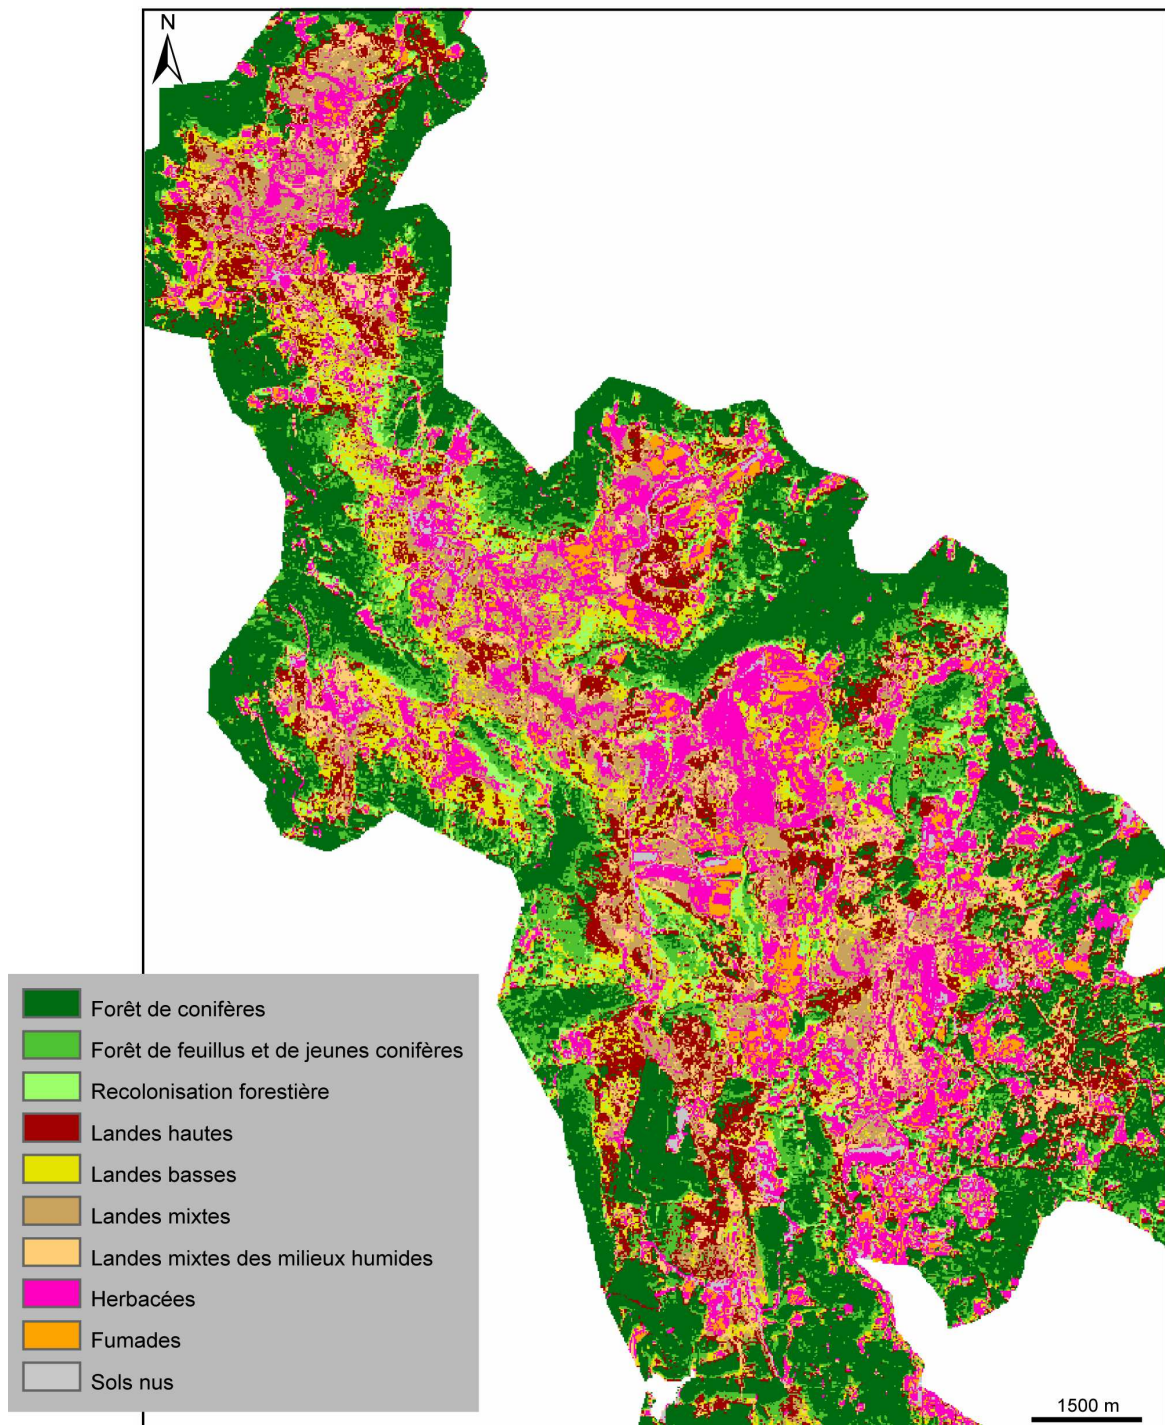 N
Forêt de conifères
Forêt de feuillus et de jeunes conifères
Recolonisation forestière
Landes hautes
Landes basses
Landes mixtes
Landes mixtes des milieux humides
Herbacées
Fumades
Sols nus
1500 m